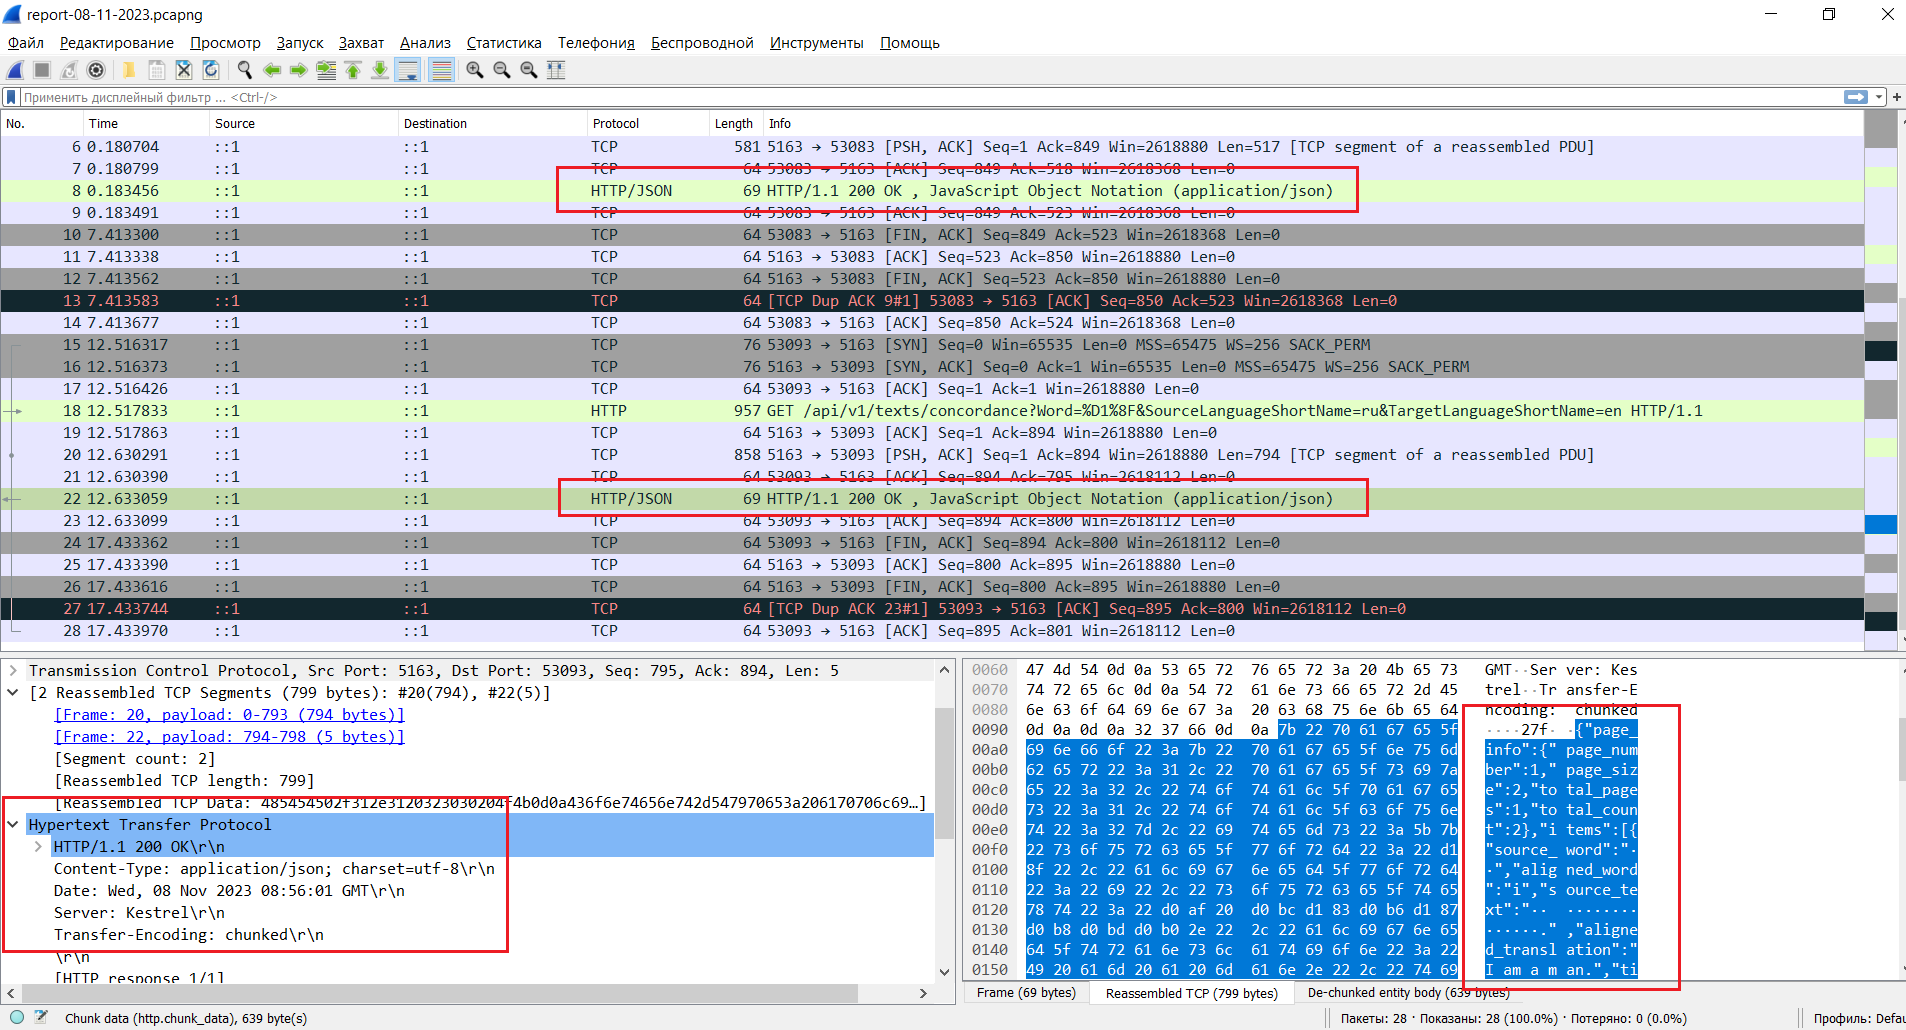 report-08-11-2023.pcapng
Файл Редактирование Просмотр Запуск Захват Анализ Статистика Телефония Беспроводной Инструменты Помощь
Применить дисплейный фильтр ... <Ctrl-/>
No. Time Source Destination Protocol Length Info
6 0.180704 ::1 ::1 TCP 581 5163 → 53083 [PSH, ACK] Seq=1 Ack=849 Win=2618880 Len=517 [TCP segment of a reassembled PDU]
7 0.180799 ::1 ::1 TCP 64 53083 → 5163 [ACK] Seq=849 Ack=518 Win=2618368 Len=0
8 0.183456 ::1 ::1 HTTP/JSON 69 HTTP/1.1 200 OK , JavaScript Object Notation (application/json)
9 0.183491 ::1 ::1 TCP 64 53083 → 5163 [ACK] Seq=849 Ack=523 Win=2618368 Len=0
10 7.413300 ::1 ::1 TCP 64 53083 → 5163 [FIN, ACK] Seq=849 Ack=523 Win=2618368 Len=0
11 7.413338 ::1 ::1 TCP 64 5163 → 53083 [ACK] Seq=523 Ack=850 Win=2618880 Len=0
12 7.413562 ::1 ::1 TCP 64 5163 → 53083 [FIN, ACK] Seq=523 Ack=850 Win=2618880 Len=0
13 7.413583 ::1 ::1 TCP 64 [TCP Dup ACK 9#1] 53083 → 5163 [ACK] Seq=850 Ack=523 Win=2618368 Len=0
14 7.413677 ::1 ::1 TCP 64 53083 → 5163 [ACK] Seq=850 Ack=524 Win=2618368 Len=0
15 12.516317 ::1 ::1 TCP 76 53093 → 5163 [SYN] Seq=0 Win=65535 Len=0 MSS=65475 WS=256 SACK_PERM
16 12.516373 ::1 ::1 TCP 76 5163 → 53093 [SYN, ACK] Seq=0 Ack=1 Win=65535 Len=0 MSS=65475 WS=256 SACK_PERM
17 12.516426 ::1 ::1 TCP 64 53093 → 5163 [ACK] Seq=1 Ack=1 Win=2618880 Len=0
18 12.517833 ::1 ::1 HTTP 957 GET /api/v1/texts/concordance?Word=%D1%8F&SourceLanguageShortName=ru&TargetLanguageShortName=en HTTP/1.1
19 12.517863 ::1 ::1 TCP 64 5163 → 53093 [ACK] Seq=1 Ack=894 Win=2618880 Len=0
20 12.630291 ::1 ::1 TCP 858 5163 → 53093 [PSH, ACK] Seq=1 Ack=894 Win=2618880 Len=794 [TCP segment of a reassembled PDU]
21 12.630390 ::1 ::1 TCP 64 53093 → 5163 [ACK] Seq=894 Ack=795 Win=2618112 Len=0
22 12.633059 ::1 ::1 HTTP/JSON 69 HTTP/1.1 200 OK , JavaScript Object Notation (application/json)
23 12.633099 ::1 ::1 TCP 64 53093 → 5163 [ACK] Seq=894 Ack=800 Win=2618112 Len=0
24 17.433362 ::1 ::1 TCP 64 53093 → 5163 [FIN, ACK] Seq=894 Ack=800 Win=2618112 Len=0
25 17.433390 ::1 ::1 TCP 64 5163 → 53093 [ACK] Seq=800 Ack=895 Win=2618880 Len=0
26 17.433616 ::1 ::1 TCP 64 5163 → 53093 [FIN, ACK] Seq=800 Ack=895 Win=2618880 Len=0
27 17.433744 ::1 ::1 TCP 64 [TCP Dup ACK 23#1] 53093 → 5163 [ACK] Seq=895 Ack=800 Win=2618112 Len=0
28 17.433970 ::1 ::1 TCP 64 53093 → 5163 [ACK] Seq=895 Ack=801 Win=2618112 Len=0
Transmission Control Protocol, Src Port: 5163, Dst Port: 53093, Seq: 795, Ack: 894, Len: 5
[2 Reassembled TCP Segments (799 bytes): #20(794), #22(5)]
[Frame: 20, payload: 0-793 (794 bytes)]
[Frame: 22, payload: 794-798 (5 bytes)]
[Segment count: 2]
[Reassembled TCP length: 799]
[Reassembled TCP Data: 485454502f312e3120323030204f4b0d0a436f6e74656e742d547970653a206170706c69…]
Hypertext Transfer Protocol
HTTP/1.1 200 OK\r\n
Content-Type: application/json; charset=utf-8\r\n
Date: Wed, 08 Nov 2023 08:56:01 GMT\r\n
Server: Kestrel\r\n
Transfer-Encoding: chunked\r\n
\r\n
[HTTP response 1/1]
0060 47 4d 54 0d 0a 53 65 72 76 65 72 3a 20 4b 65 73 GMT··Ser ver: Kes
0070 74 72 65 6c 0d 0a 54 72 61 6e 73 66 65 72 2d 45 trel··Tr ansfer-E
0080 6e 63 6f 64 69 6e 67 3a 20 63 68 75 6e 6b 65 64 ncoding: chunked
0090 0d 0a 0d 0a 32 37 66 0d 0a 7b 22 70 61 67 65 5f ····27f· ·{"page_
00a0 69 6e 66 6f 22 3a 7b 22 70 61 67 65 5f 6e 75 6d info":{" page_num
00b0 62 65 72 22 3a 31 2c 22 70 61 67 65 5f 73 69 7a ber":1," page_siz
00c0 65 22 3a 32 2c 22 74 6f 74 61 6c 5f 70 61 67 65 e":2,"to tal_page
00d0 73 22 3a 31 2c 22 74 6f 74 61 6c 5f 63 6f 75 6e s":1,"to tal_coun
00e0 74 22 3a 32 7d 2c 22 69 74 65 6d 73 22 3a 5b 7b t":2},"i tems":[{
00f0 22 73 6f 75 72 63 65 5f 77 6f 72 64 22 3a 22 d1 "source_ word":"·
0100 8f 22 2c 22 61 6c 69 67 6e 65 64 5f 77 6f 72 64 ·","alig ned_word
0110 22 3a 22 69 22 2c 22 73 6f 75 72 63 65 5f 74 65 ":"i","s ource_te
0120 78 74 22 3a 22 d0 af 20 d0 bc d1 83 d0 b6 d1 87 xt":"·· ········
0130 d0 b8 d0 bd d0 b0 2e 22 2c 22 61 6c 69 67 6e 65 ······." ,"aligne
0140 64 5f 74 72 61 6e 73 6c 61 74 69 6f 6e 22 3a 22 d_transl ation":"
0150 49 20 61 6d 20 61 20 6d 61 6e 2e 22 2c 22 74 69 I am a m an.","ti
Frame (69 bytes) Reassembled TCP (799 bytes) De-chunked entity body (639 bytes)
Chunk data (http.chunk_data), 639 byte(s) Пакеты: 28 · Показаны: 28 (100.0%) · Потеряно: 0 (0.0%) Профиль: Defau